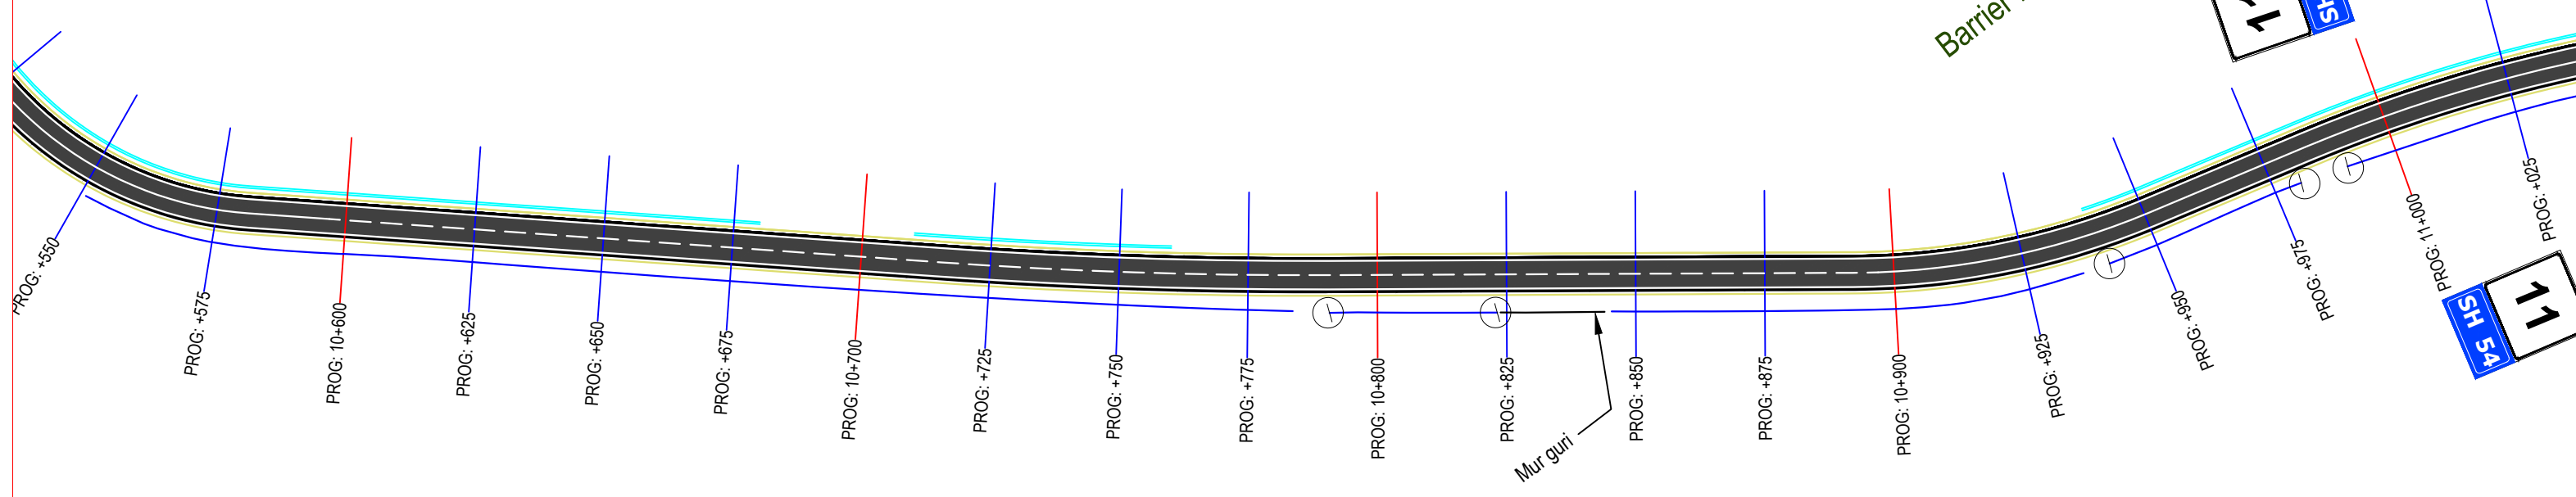 Barrier
PROG: +550
PROG: +575
PROG: 10+600
PROG: +625
PROG: +650
PROG: +675
PROG: 10+700
PROG: +725
PROG: +750
PROG: +775
PROG: 10+800
PROG: +825
Mur guri
PROG: +850
PROG: +875
PROG: 10+900
PROG: +925
PROG: +950
PROG: +975
PROG: 11+000
PROG: +025
SH
SH 54
11